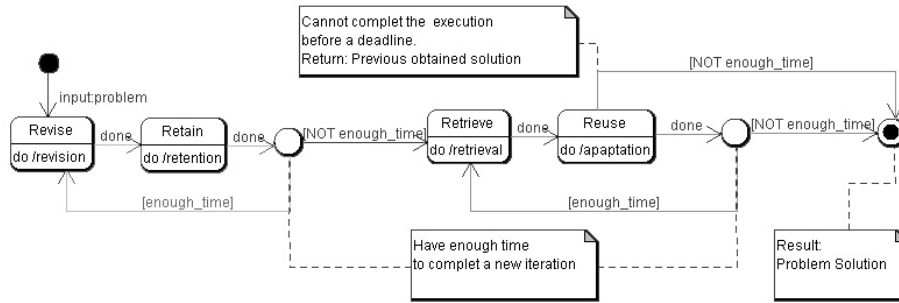 Cannot complet the execution
before a deadline.
Return: Previous obtained solution
[NOT enough_time]
input:problem
Revise
do /revision
done
Retain
do /retention
done
[NOT enough_time]
Retrieve
do /retrieval
done
Reuse
do /apaptation
done
[NOT enough_time]
[enough_time]
[enough_time]
Have enough time
to complet a new iteration
Result:
Problem Solution